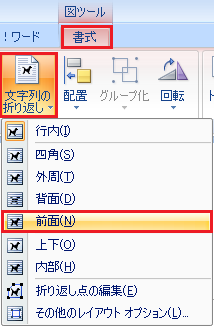 図ツール
！ワード
書式
文字列の
折り返し
配置
グループ化
回転
行内(I)
四角(S)
外周(T)
背面(D)
前面(N)
上下(O)
内部(H)
折り返し点の編集(E)
その他のレイアウト オプション(L)...